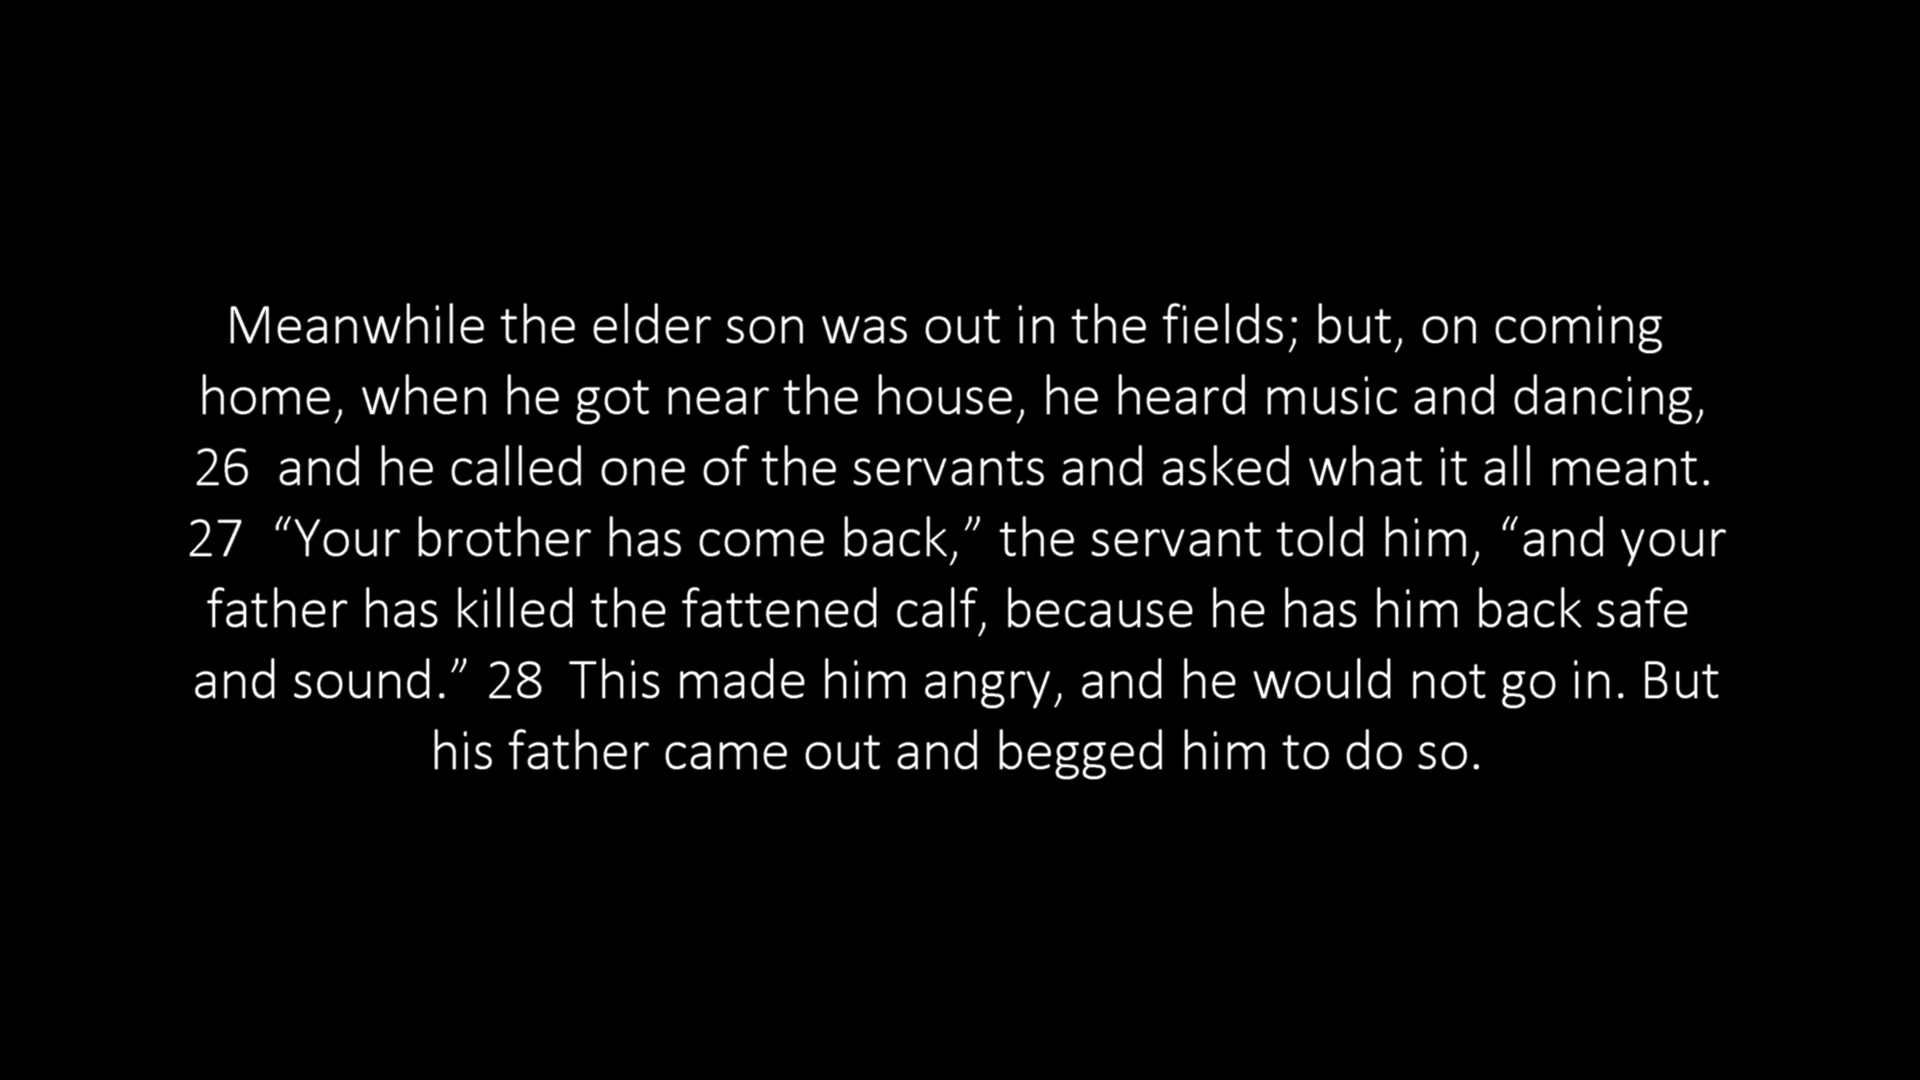 Meanwhile the elder son was out in the fields; but, on coming
home, when he got near the house, he heard music and dancing,
26  and he called one of the servants and asked what it all meant.
27  “Your brother has come back,” the servant told him, “and your
father has killed the fattened calf, because he has him back safe
and sound.” 28  This made him angry, and he would not go in. But
his father came out and begged him to do so.